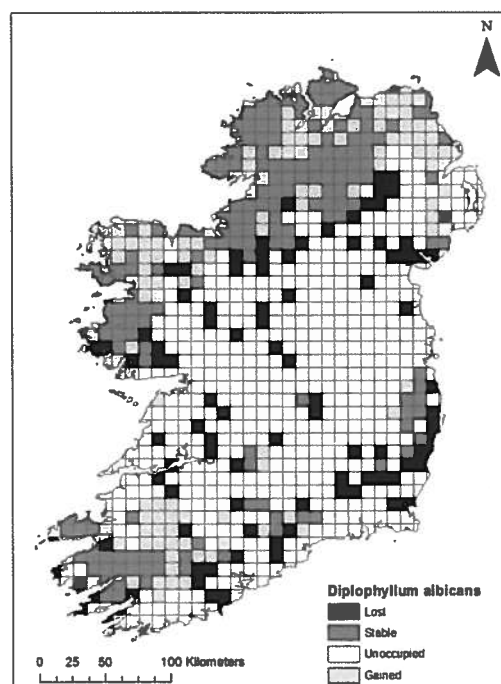 N
Diplophyllum albicans
Lost
Stable
Unoccupied
Gained
0 25 50 100 Kilometers